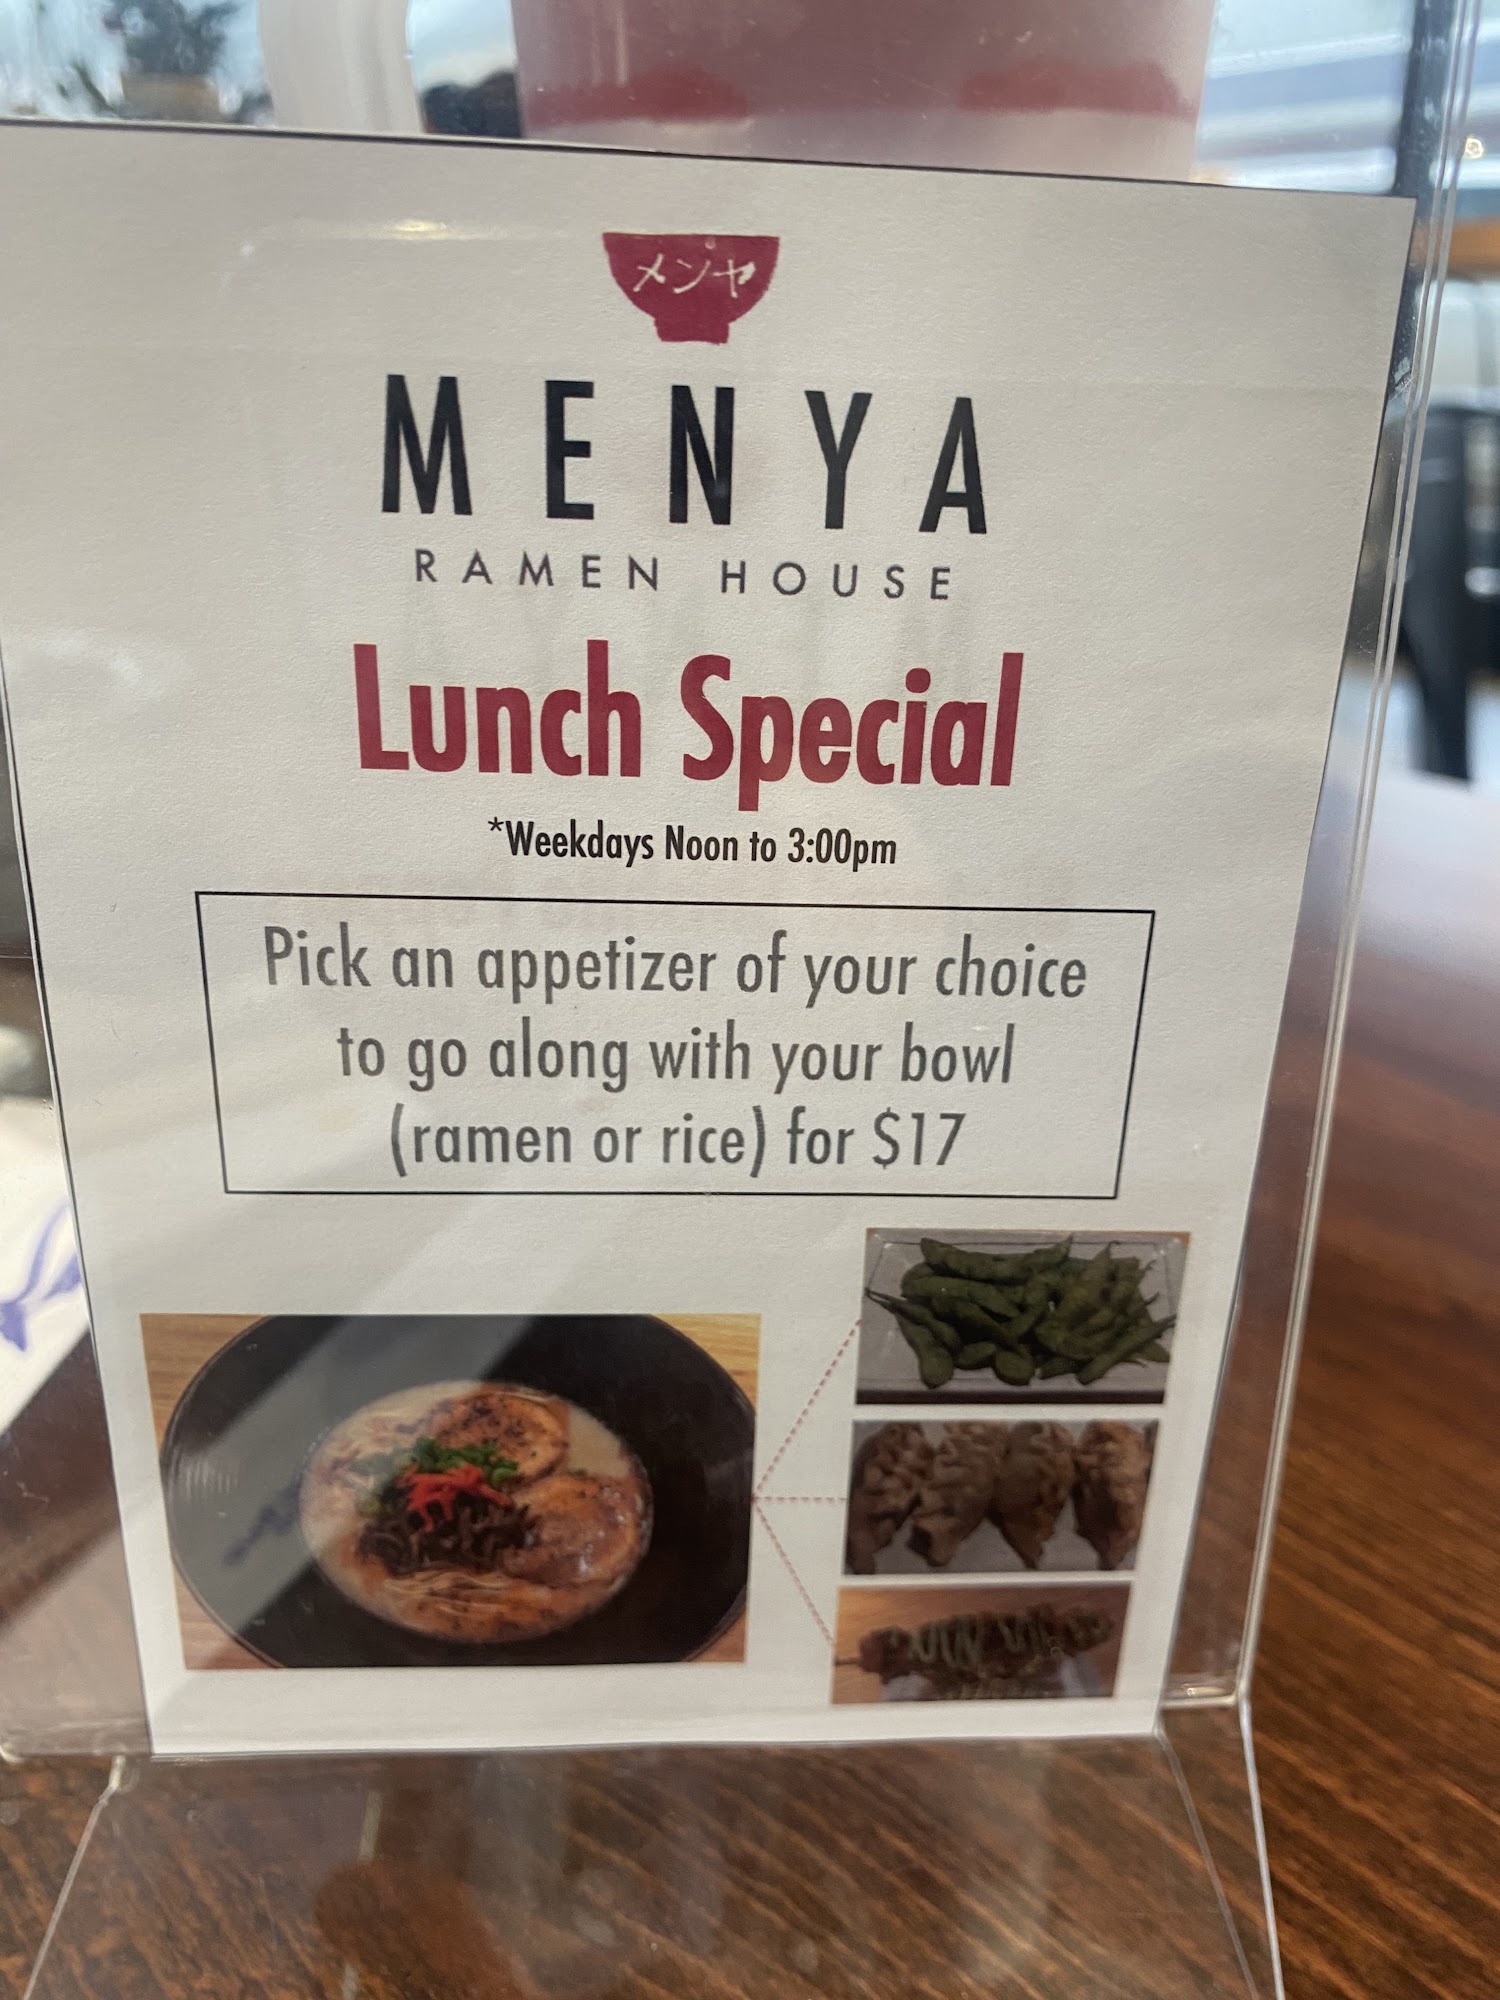 メンヤ
MENYA
RAMEN HOUSE
Lunch Special
*Weekdays Noon to 3:00pm
Pick an appetizer of your choice
to go along with your bowl
(ramen or rice) for $17